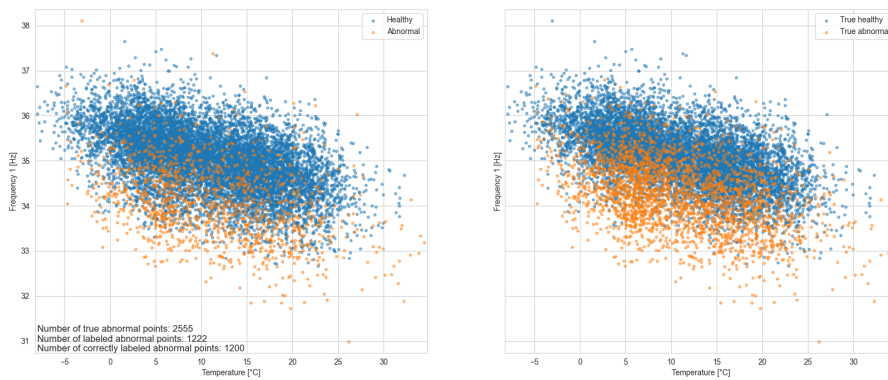 Healthy
Abnormal
38
37
36
35
34
33
32
31
Frequency 1 [Hz]
Number of true abnormal points: 2555
Number of labeled abnormal points: 1222
Number of correctly labeled abnormal points: 1200
−5 0 5 10 15 20 25 30
Temperature [°C]
True healthy
True abnormal
Frequency 1 [Hz]
−5 0 5 10 15 20 25 30
Temperature [°C]